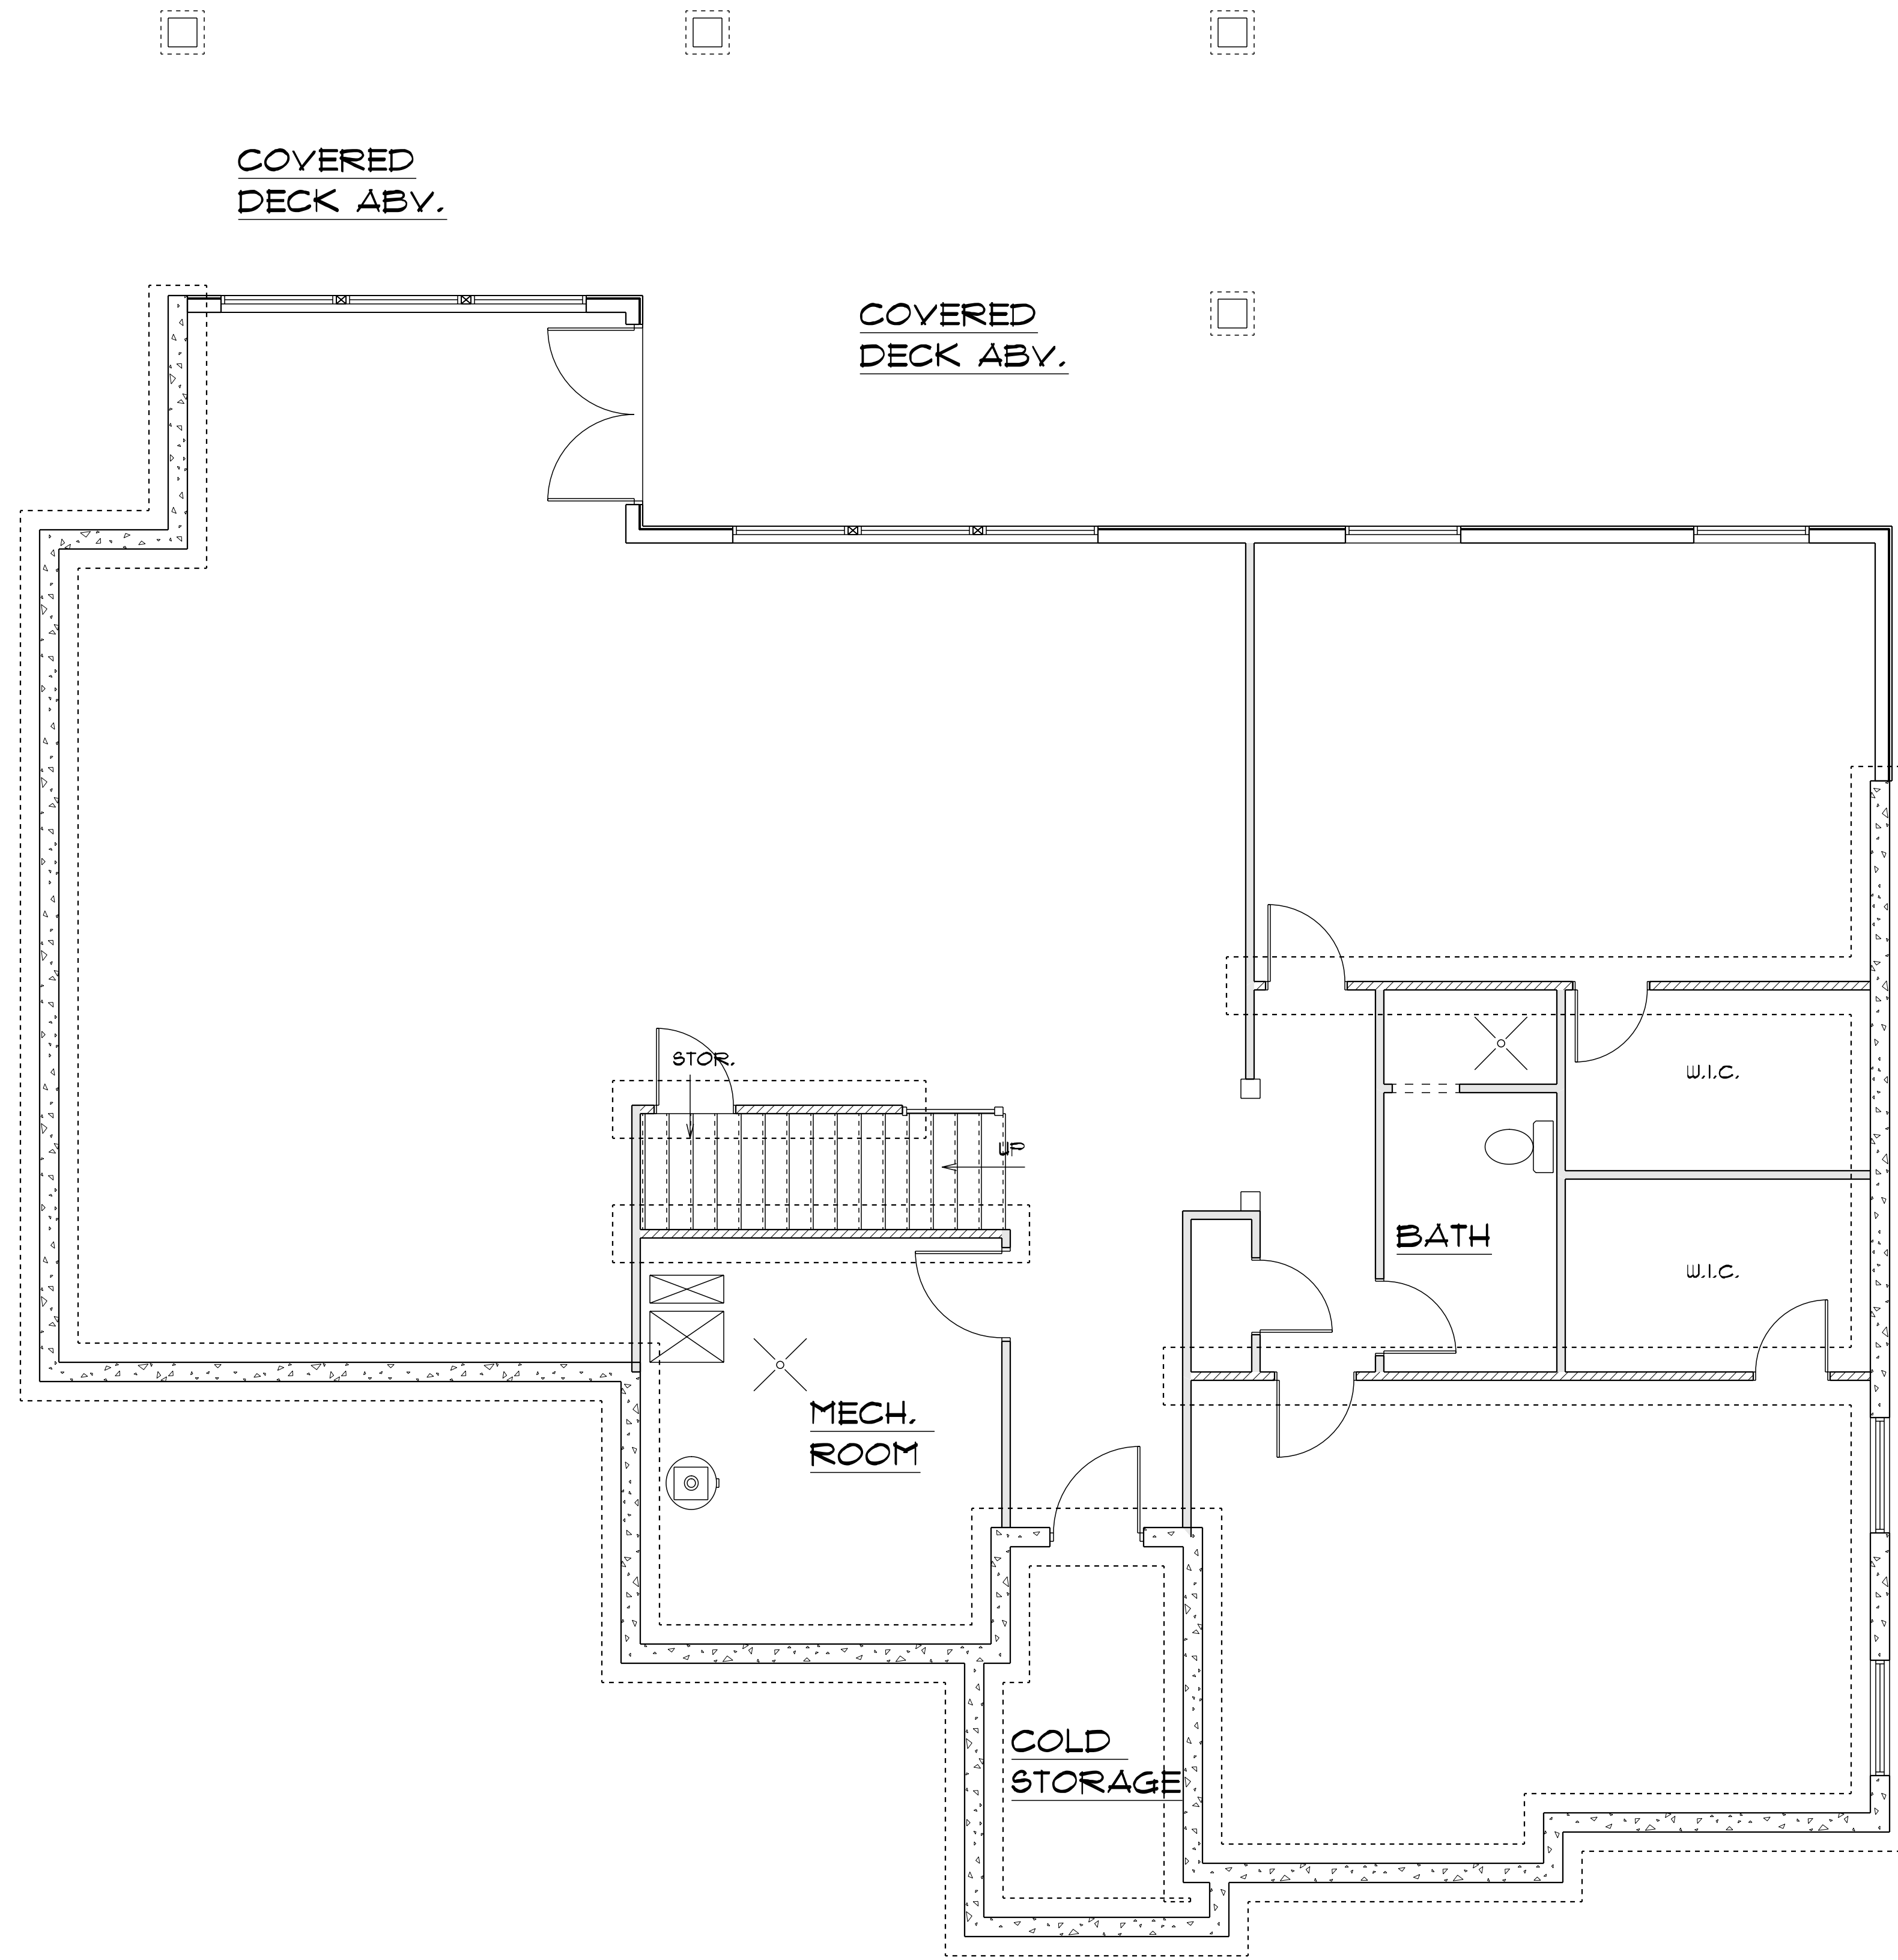 COVERED
DECK ABV.
COVERED
DECK ABV.
STOR.
W.I.C.
UP
BATH
W.I.C.
MECH.
ROOM
COLD
STORAGE